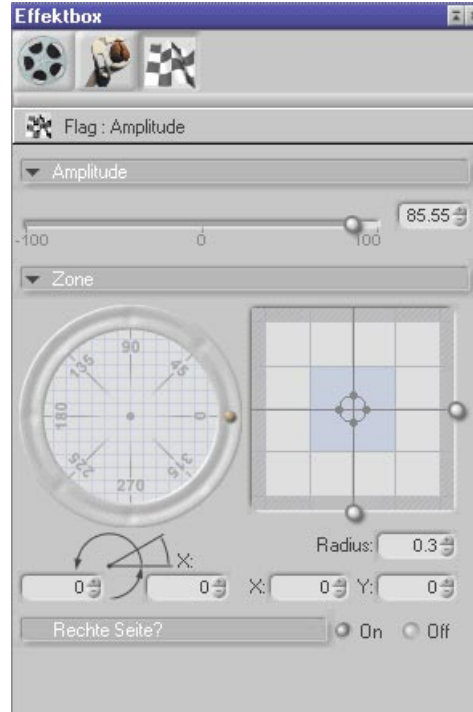 Effektbox
Flag : Amplitude
Amplitude
85.55
-100 0 100
Zone
90
135 45
180 0
225 315
270
Radius: 0.3
X:
0 0 X: 0 Y: 0
Rechte Seite? On Off